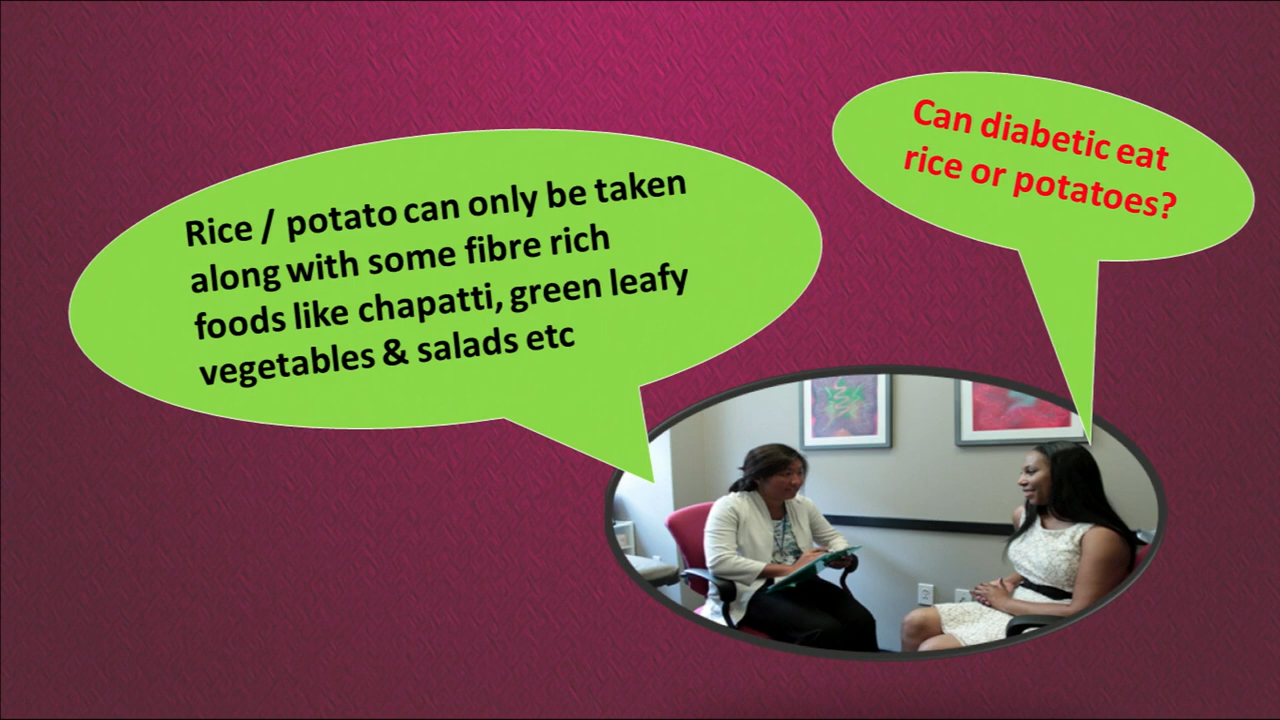 Can diabetic eat
rice or potatoes?
Rice / potato can only be taken
along with some fibre rich
foods like chapatti, green leafy
vegetables & salads etc